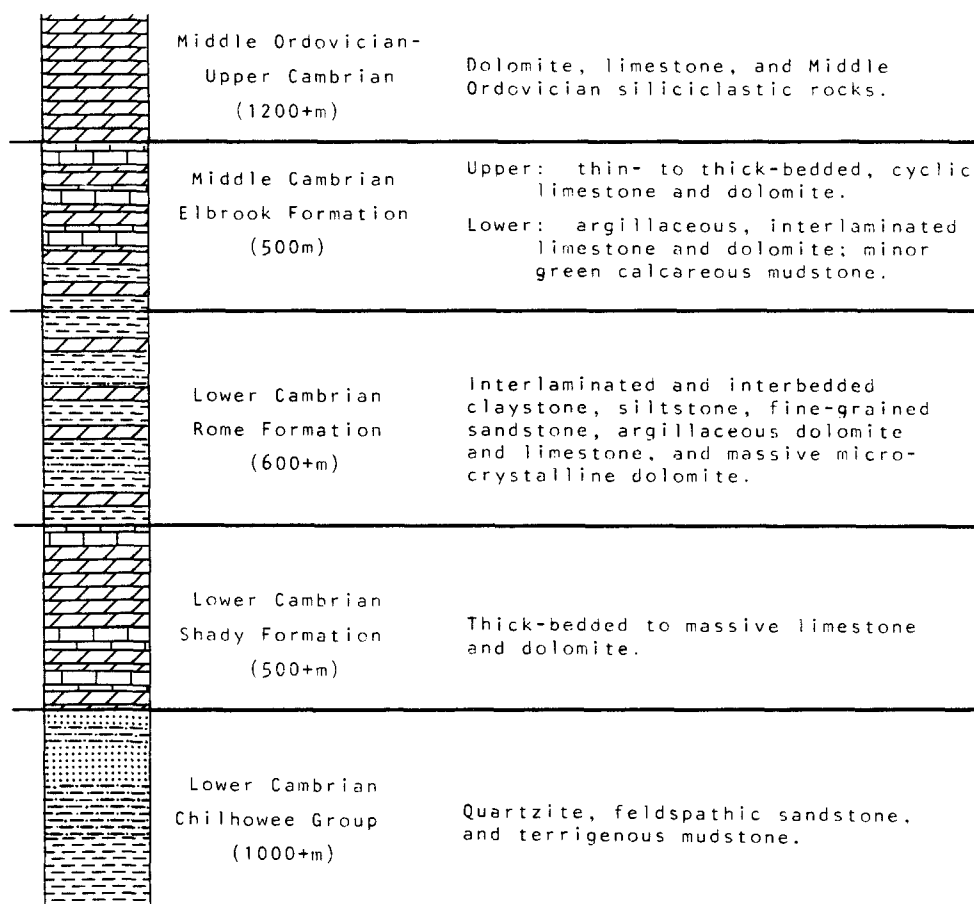 Middle Ordovician-
Upper Cambrian
(1200+m)
Dolomite, limestone, and Middle
Ordovician siliciclastic rocks.
Middle Cambrian
Elbrook Formation
(500m)
Upper: thin- to thick-bedded, cyclic
limestone and dolomite.
Lower: argillaceous, interlaminated
limestone and dolomite; minor
green calcareous mudstone.
Lower Cambrian
Rome Formation
(600+m)
Interlaminated and interbedded
claystone, siltstone, fine-grained
sandstone, argillaceous dolomite
and limestone, and massive micro-
crystalline dolomite.
Lower Cambrian
Shady Formation
(500+m)
Thick-bedded to massive limestone
and dolomite.
Lower Cambrian
Chilhowee Group
(1000+m)
Quartzite, feldspathic sandstone,
and terrigenous mudstone.